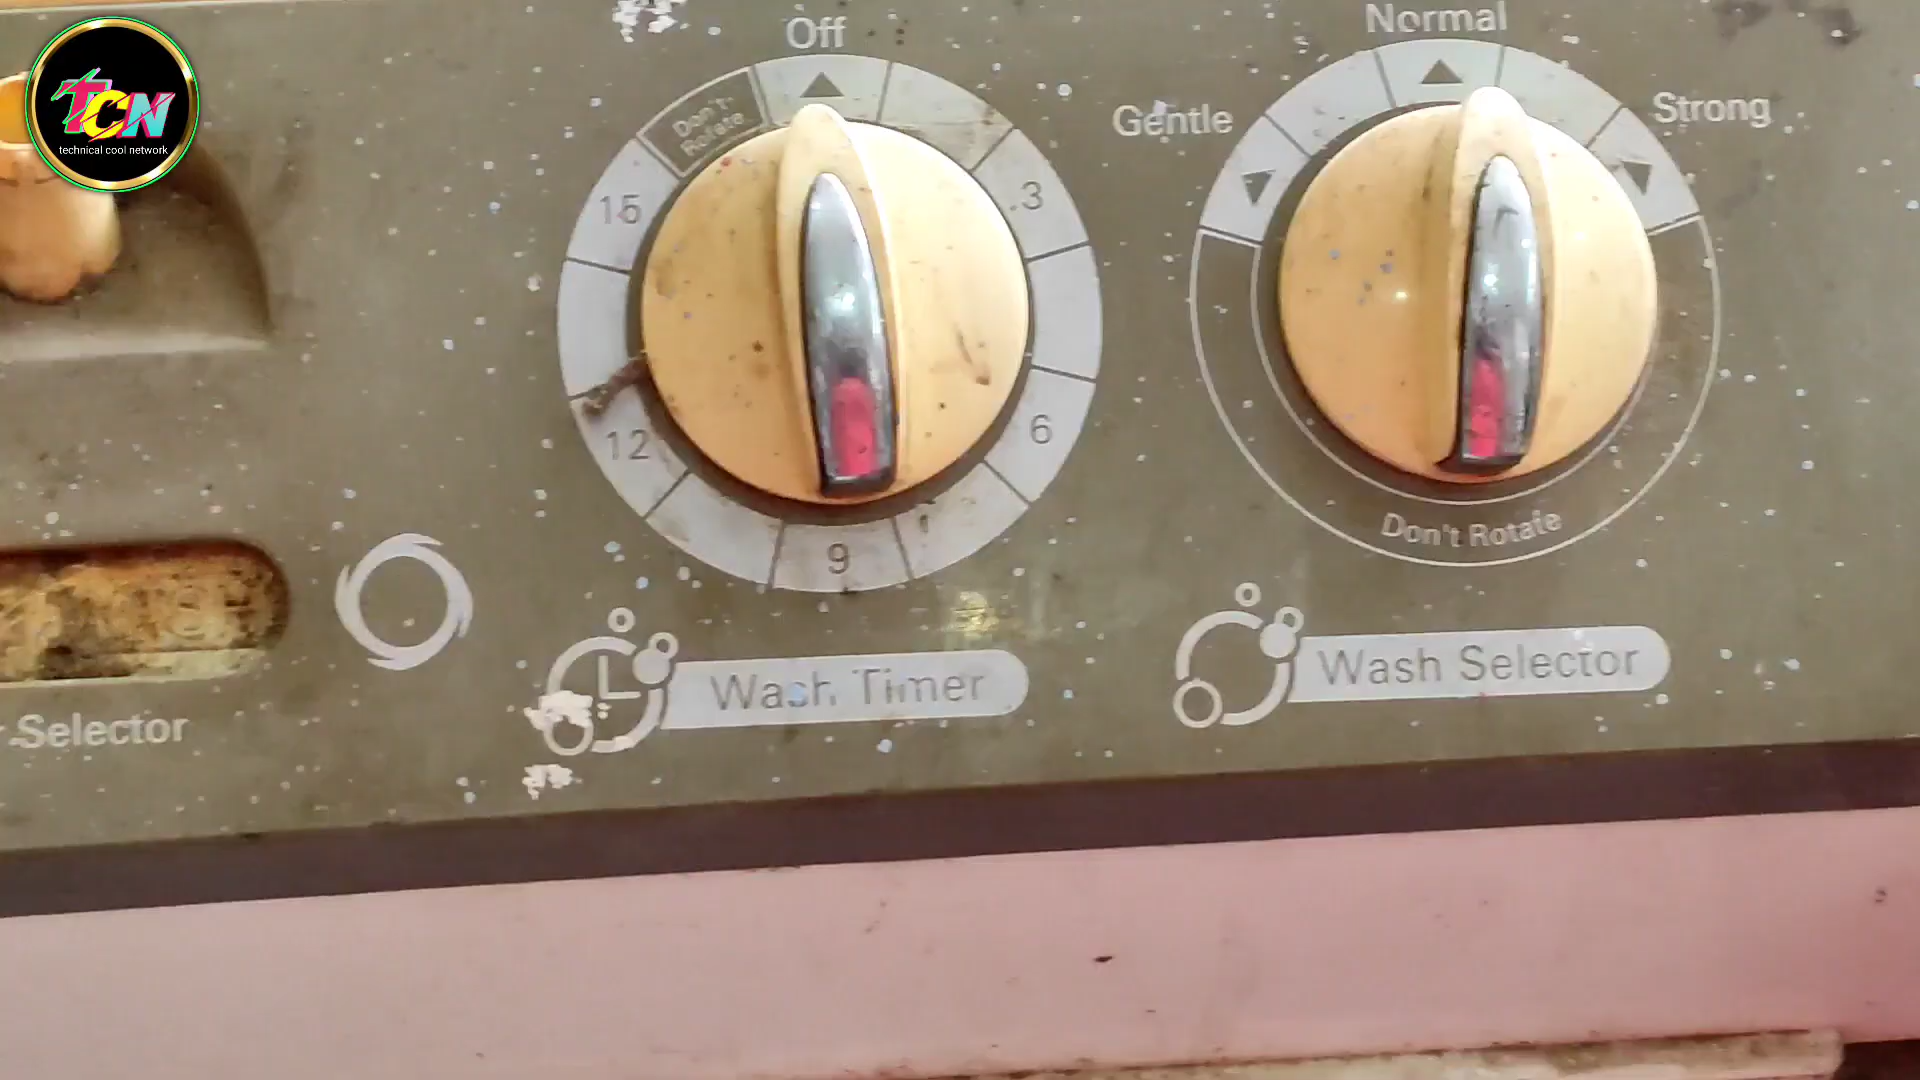 TCN
technical cool network
Off
Don't
Rotate
15
3
12
6
9
Wash Timer
Normal
Gentle
Strong
Don't Rotate
Wash Selector
Selector